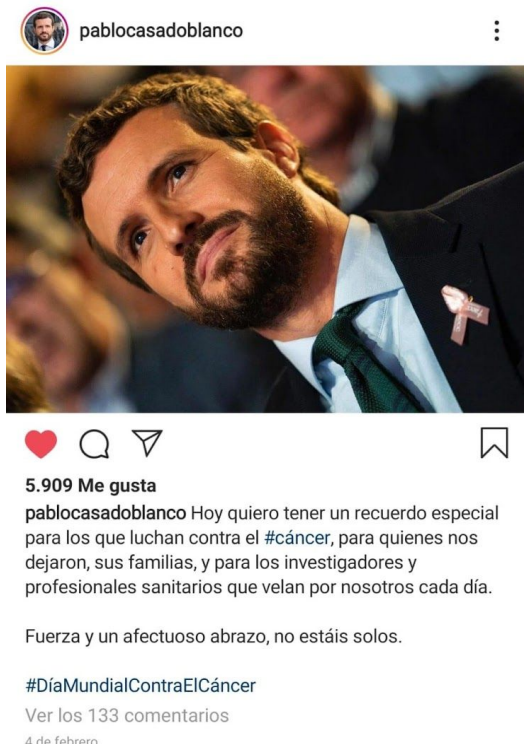 pablocasadoblanco
5.909 Me gusta
pablocasadoblanco Hoy quiero tener un recuerdo especial
para los que luchan contra el #cáncer, para quienes nos
dejaron, sus familias, y para los investigadores y
profesionales sanitarios que velan por nosotros cada día.
Fuerza y un afectuoso abrazo, no estáis solos.
#DíaMundialContraElCáncer
Ver los 133 comentarios
4 de febrero